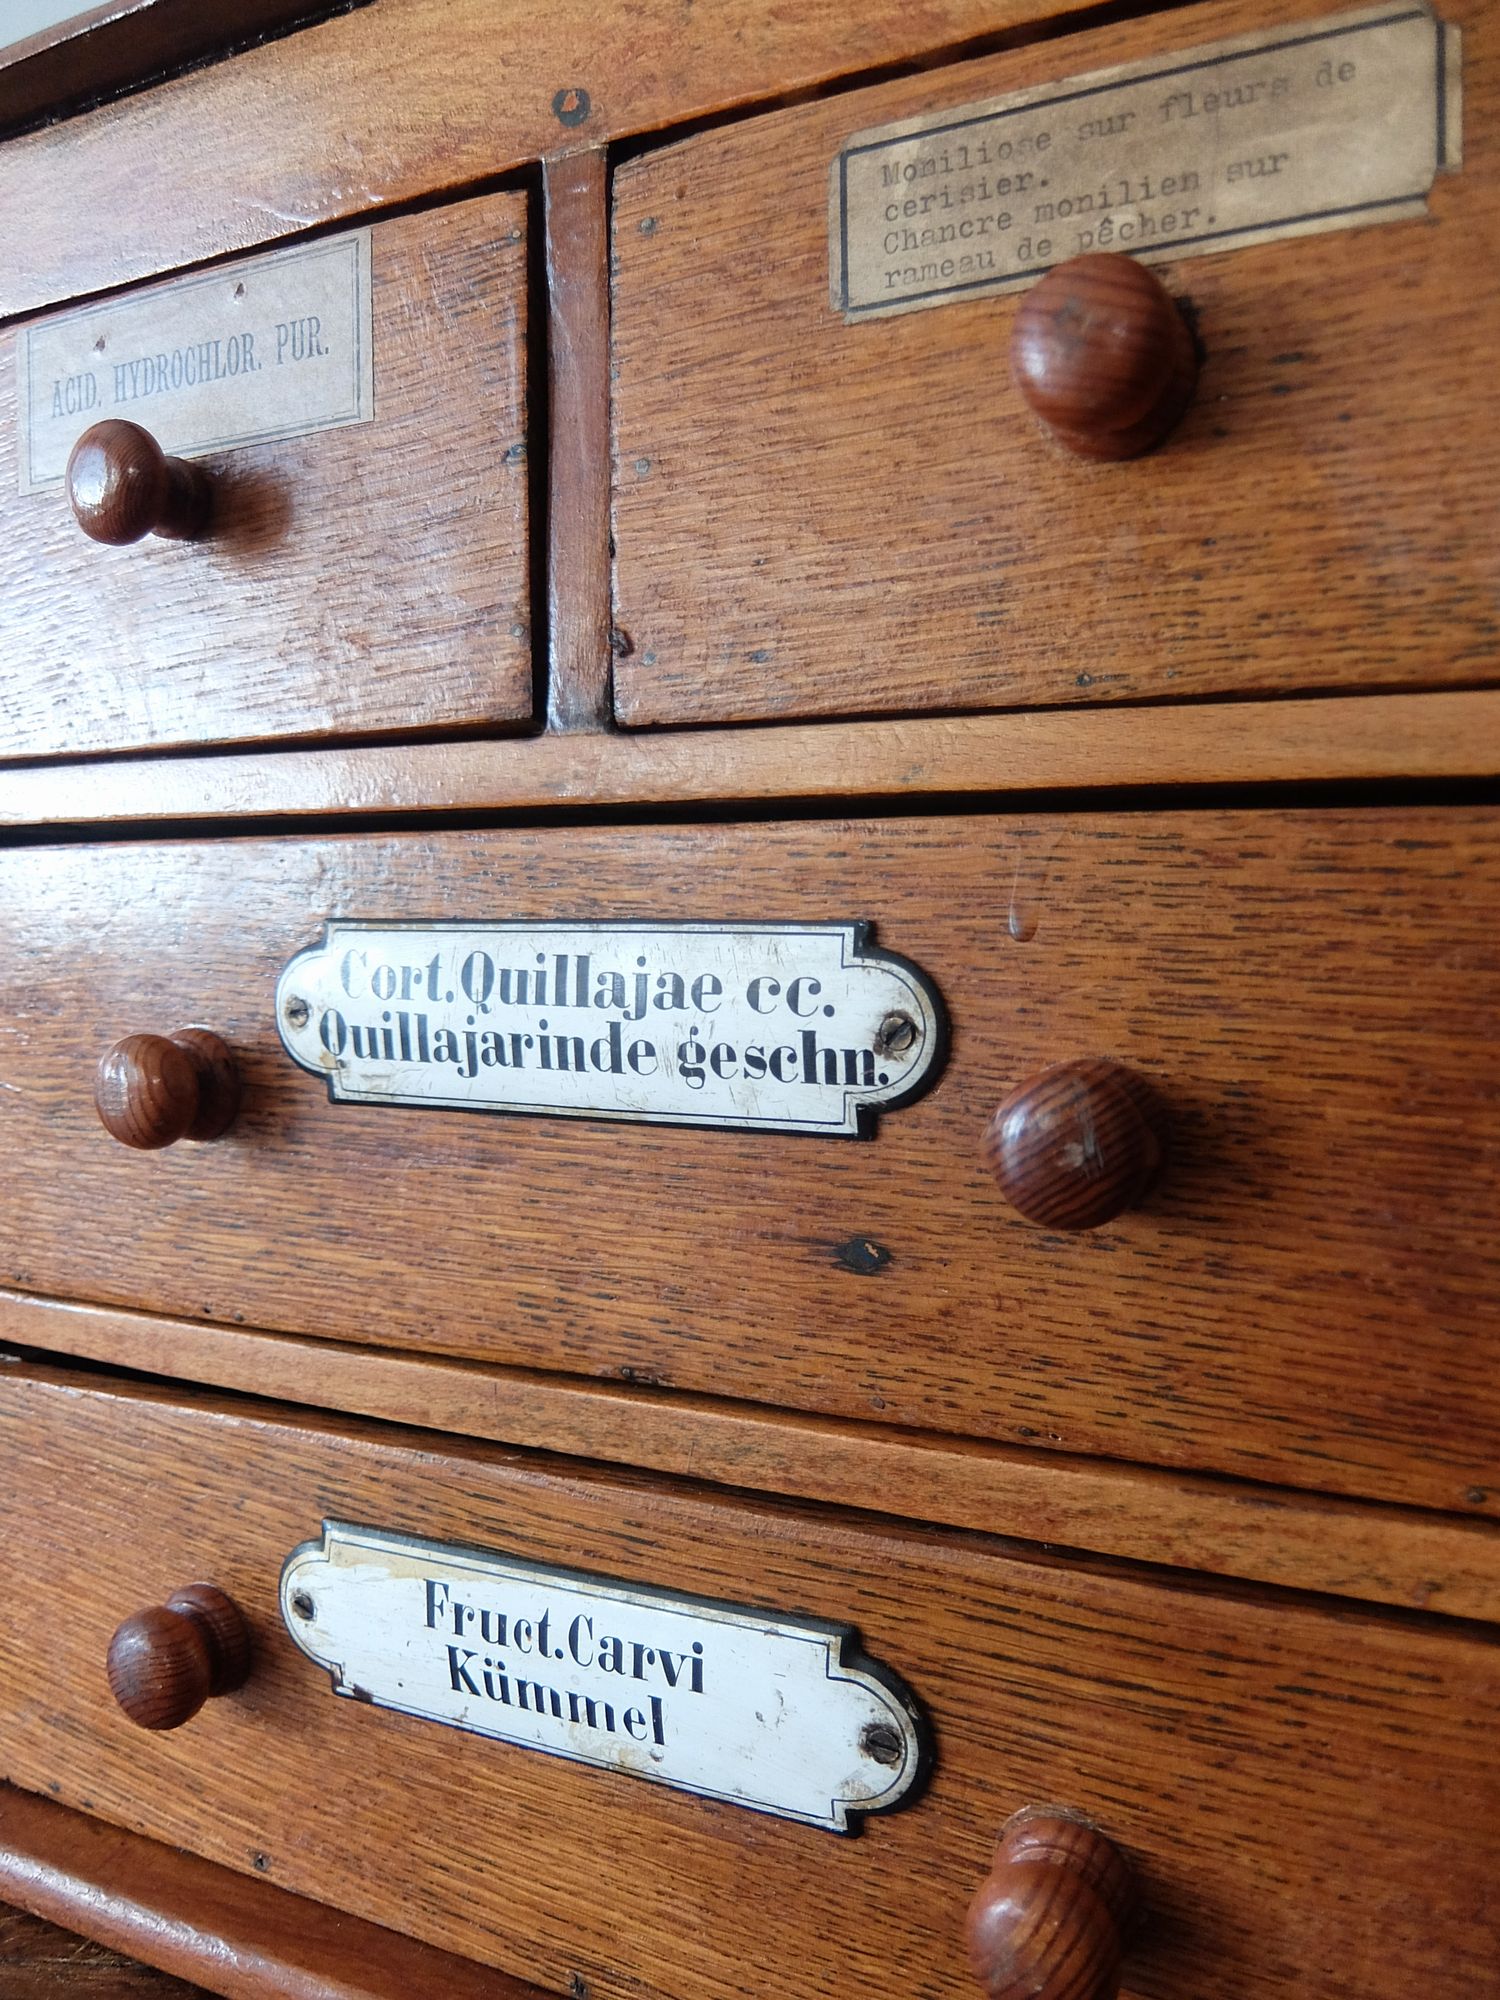 ACID. HYDROCHLOR. PUR.
Moniliose sur fleurs de
cerisier.
Chancre monilien sur
rameau de pêcher.
Cort. Quillajae cc.
Quillajarinde geschn.
Fruct. Carvi
Kümmel